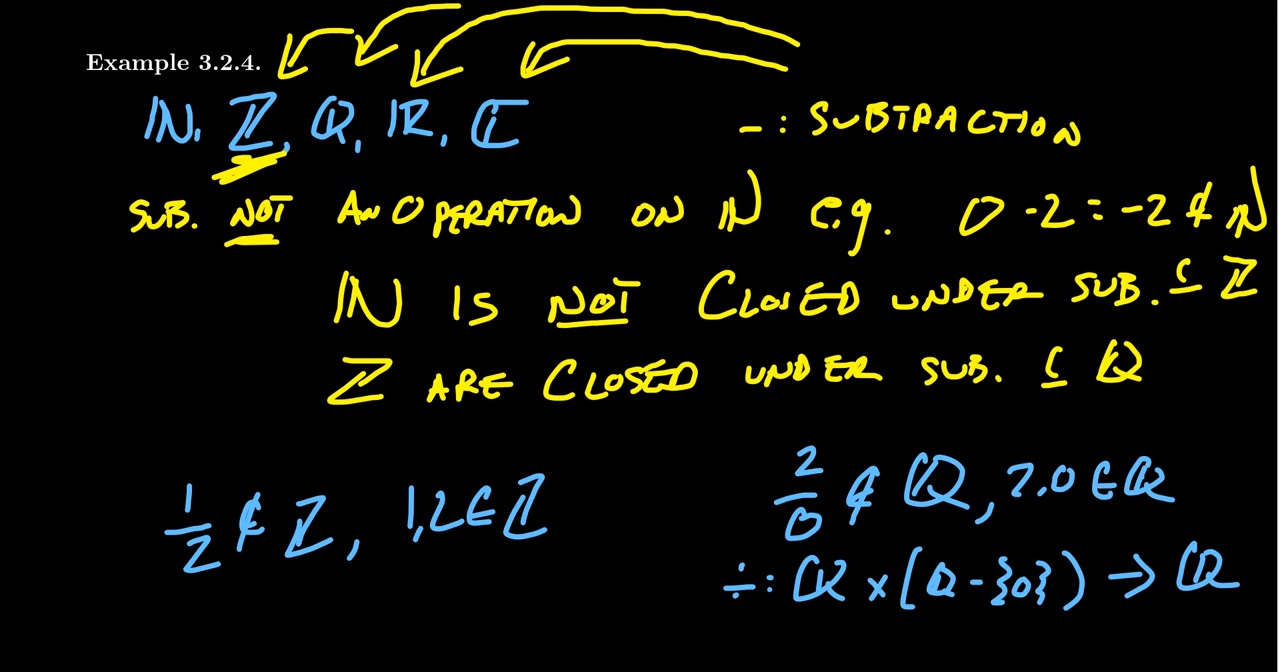 Example 3.2.4.
ℕ, ℤ, ℚ, ℝ, ℂ
- : SUBTRACTION
SUB. NOT AN OPERATION ON ℕ e.g. 0 - 2 = -2 ∉ ℕ
ℕ IS NOT CLOSED UNDER SUB. ⊆ ℤ
ℤ ARE CLOSED UNDER SUB. ⊆ ℚ
1/2 ∉ ℤ, 1,2 ∈ ℤ
2/0 ∉ ℚ, 2,0 ∈ ℚ
÷ : ℚ × (ℚ - {0}) → ℚ